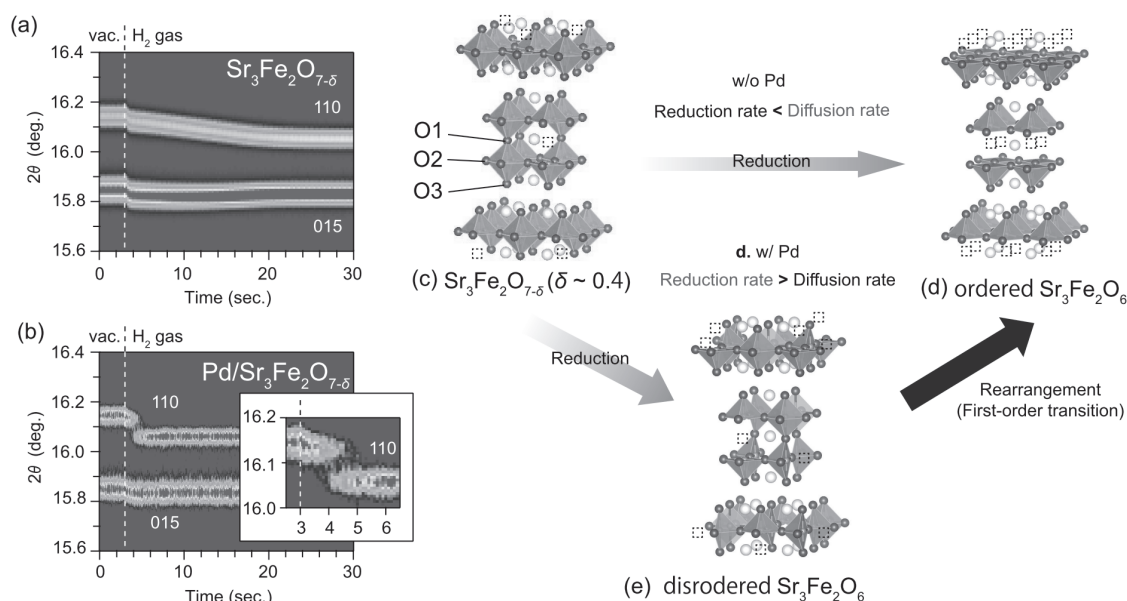 (a)
vac. H₂ gas
Sr₃Fe₂O₇₋δ
110
015
16.4
16.2
16.0
15.8
15.6
2θ (deg.)
0 10 20 30
Time (sec.)
(b)
vac. H₂ gas
Pd/Sr₃Fe₂O₇₋δ
110
015
16.4
16.2
16.0
15.8
15.6
2θ (deg.)
0 10 20 30
Time (sec.)
16.2
16.1
16.0
110
3 4 5 6
O1
O2
O3
(c) Sr₃Fe₂O₇₋δ (δ ~ 0.4)
w/o Pd
Reduction rate < Diffusion rate
Reduction
d. w/ Pd
Reduction rate > Diffusion rate
Reduction
(d) ordered Sr₃Fe₂O₆
Rearrangement
(First-order transition)
(e) disrodered Sr₃Fe₂O₆